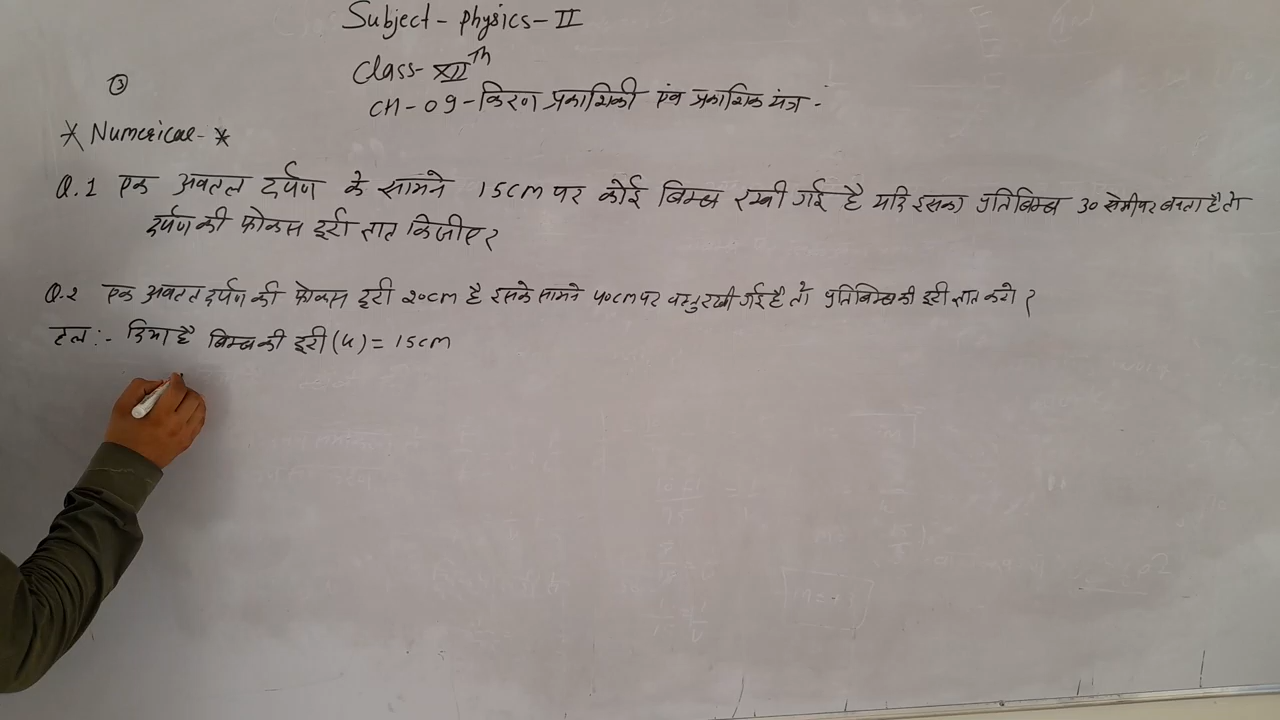 Subject - Physics - II
Class - XII Th
③
CH - 09 - किरण प्रकाशिकी एवं प्रकाशिक यंत्र -
* Numerical - *
Q.1 एक अवतल दर्पण के सामने 15cm पर कोई बिम्ब रखी गई है यदि इसका प्रतिबिम्ब 30 सेमी पर बनता है तो
दर्पण की फोकस दूरी ज्ञात किजीए ?
Q.2 एक अवतल दर्पण की फोकस दूरी 20cm है इसके सामने 40cm पर वस्तु रखी गई है तो प्रतिबिम्ब की दूरी ज्ञात करो ?
हल :- दिया है बिम्ब की दूरी (u) = 15cm